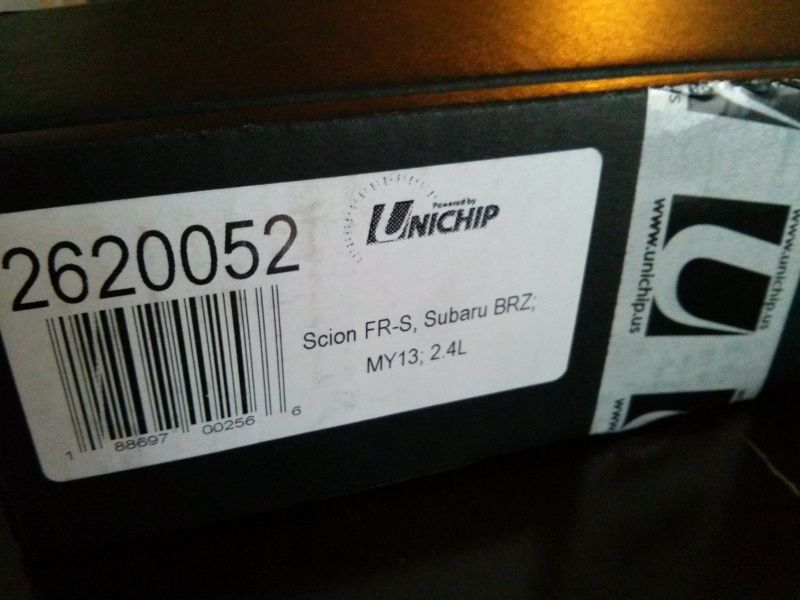 2620052
Powered by
UNICHIP
Scion FR-S, Subaru BRZ;
MY13; 2.4L
1 88697 00256 6
www.unichip.us
U
www.unichip.us
www